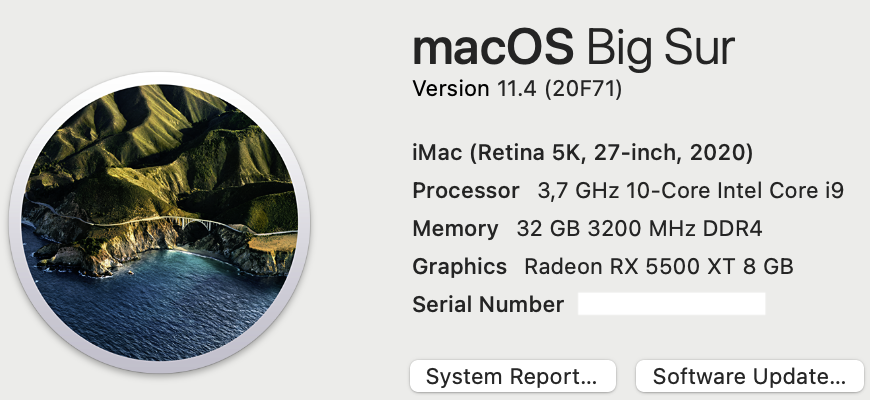 macOS Big Sur
Version 11.4 (20F71)
iMac (Retina 5K, 27-inch, 2020)
Processor 3,7 GHz 10-Core Intel Core i9
Memory 32 GB 3200 MHz DDR4
Graphics Radeon RX 5500 XT 8 GB
Serial Number
System Report... Software Update...